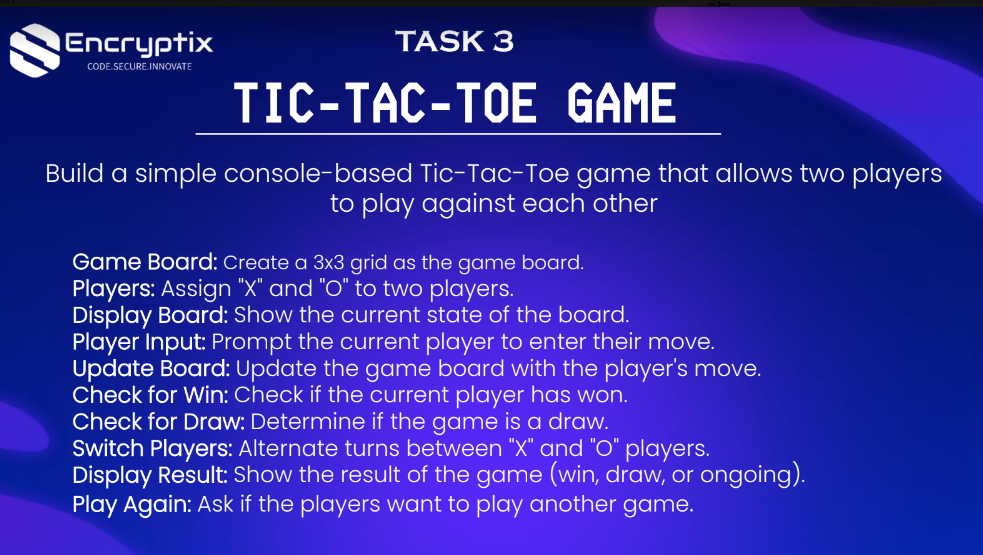 Encryptix
CODE.SECURE.INNOVATE
TASK 3
TIC-TAC-TOE GAME
Build a simple console-based Tic-Tac-Toe game that allows two players
to play against each other
Game Board: Create a 3x3 grid as the game board.
Players: Assign "X" and "O" to two players.
Display Board: Show the current state of the board.
Player Input: Prompt the current player to enter their move.
Update Board: Update the game board with the player's move.
Check for Win: Check if the current player has won.
Check for Draw: Determine if the game is a draw.
Switch Players: Alternate turns between "X" and "O" players.
Display Result: Show the result of the game (win, draw, or ongoing).
Play Again: Ask if the players want to play another game.